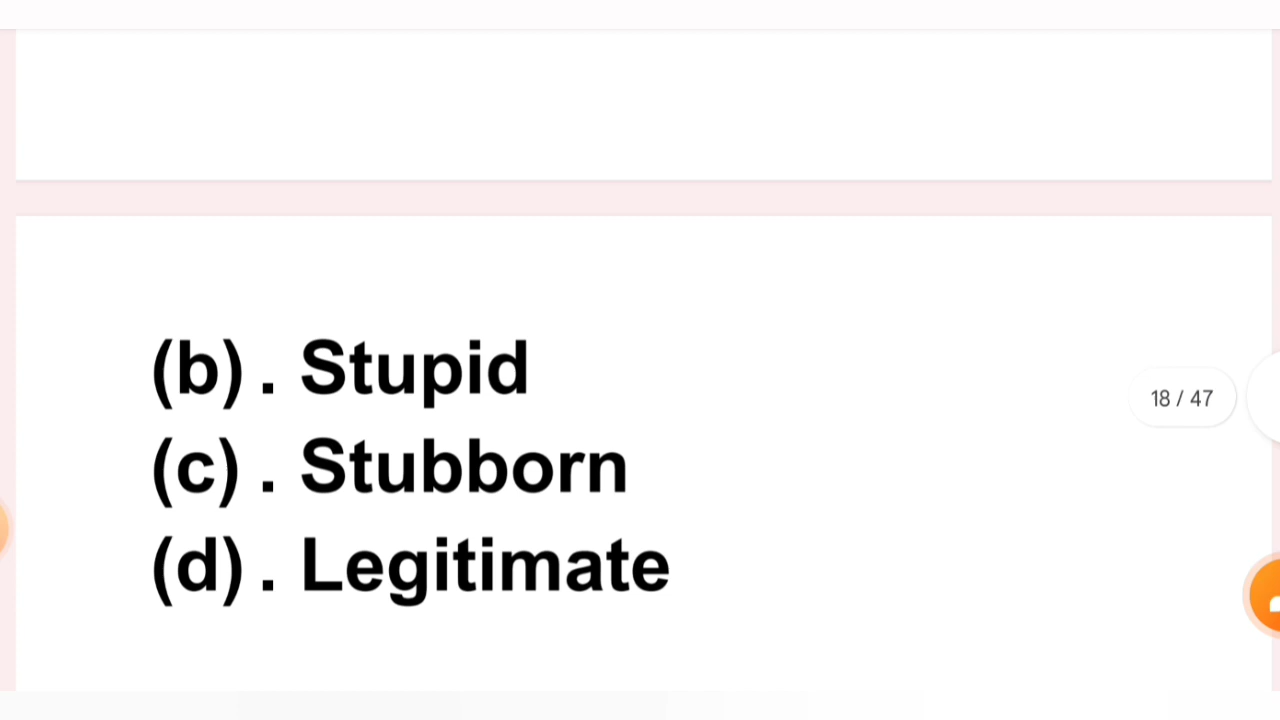 (b) . Stupid
18 / 47
(c) . Stubborn
(d) . Legitimate